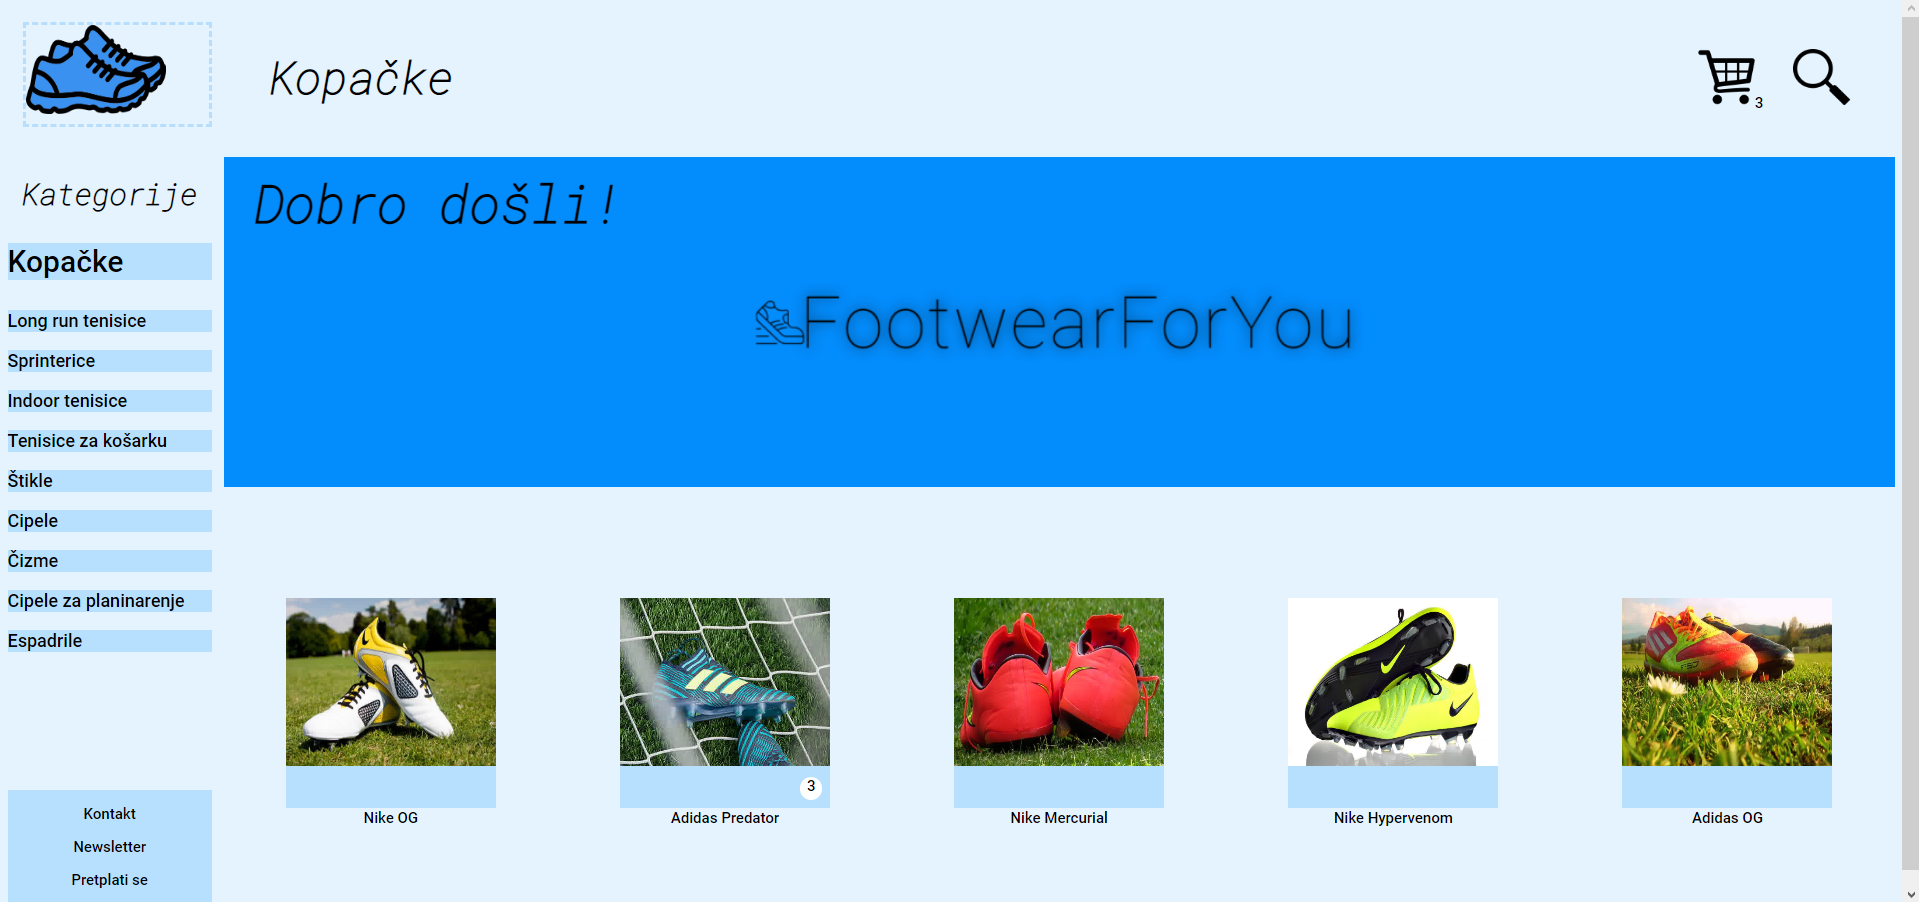 Kopačke
3
Kategorije
Kopačke
Long run tenisice
Sprinterice
Indoor tenisice
Tenisice za košarku
Štikle
Cipele
Čizme
Cipele za planinarenje
Espadrile
Kontakt
Newsletter
Pretplati se
Dobro došli!
FootwearForYou
3
Nike OG
Adidas Predator
Nike Mercurial
Nike Hypervenom
Adidas OG